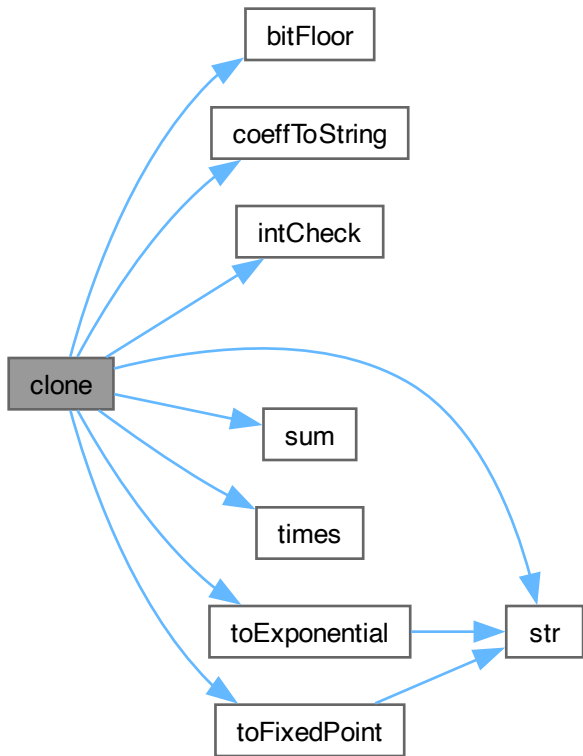 bitFloor
coeffToString
intCheck
clone
sum
times
toExponential
str
toFixedPoint